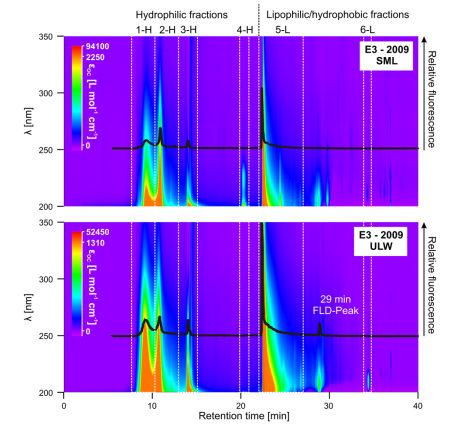 Hydrophilic fractions Lipophilic/hydrophobic fractions
1-H 2-H 3-H 4-H 5-L 6-L
350
300
250
200
λ [nm]
94100
2250
0
εOC [L mol⁻¹ cm⁻¹]
E3 - 2009
SML
Relative fluorescence
350
300
250
200
λ [nm]
52450
1310
0
εOC [L mol⁻¹ cm⁻¹]
E3 - 2009
ULW
29 min
FLD-Peak
Relative fluorescence
0 10 20 30 40
Retention time [min]